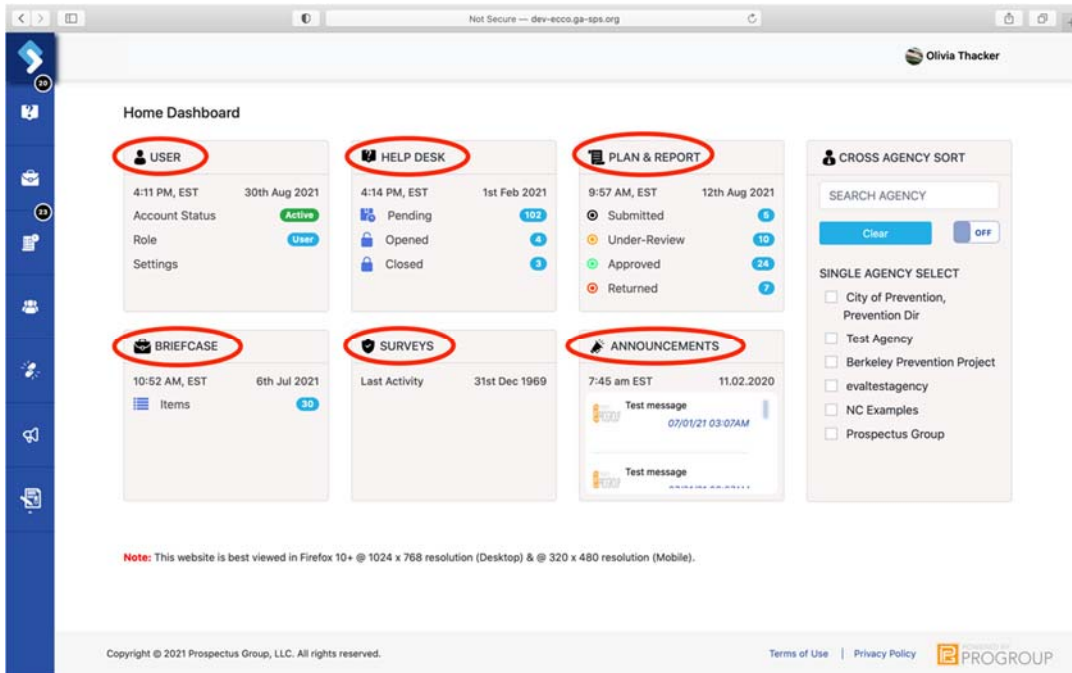 Not Secure — dev-ecco.ga-sps.org
Olivia Thacker
20
23
Home Dashboard
USER
4:11 PM, EST 30th Aug 2021
Account Status Active
Role User
Settings
HELP DESK
4:14 PM, EST 1st Feb 2021
Pending 102
Opened 4
Closed 3
PLAN & REPORT
9:57 AM, EST 12th Aug 2021
Submitted 5
Under-Review 10
Approved 24
Returned 7
CROSS AGENCY SORT
SEARCH AGENCY
Clear OFF
SINGLE AGENCY SELECT
City of Prevention,
Prevention Dir
Test Agency
Berkeley Prevention Project
evaltestagency
NC Examples
Prospectus Group
BRIEFCASE
10:52 AM, EST 6th Jul 2021
Items 30
SURVEYS
Last Activity 31st Dec 1969
ANNOUNCEMENTS
7:45 am EST 11.02.2020
Test message
07/01/21 03:07AM
Test message
Note: This website is best viewed in Firefox 10+ @ 1024 x 768 resolution (Desktop) & @ 320 x 480 resolution (Mobile).
Copyright @ 2021 Prospectus Group, LLC. All rights reserved.
Terms of Use | Privacy Policy
POWERED BY
PROGROUP